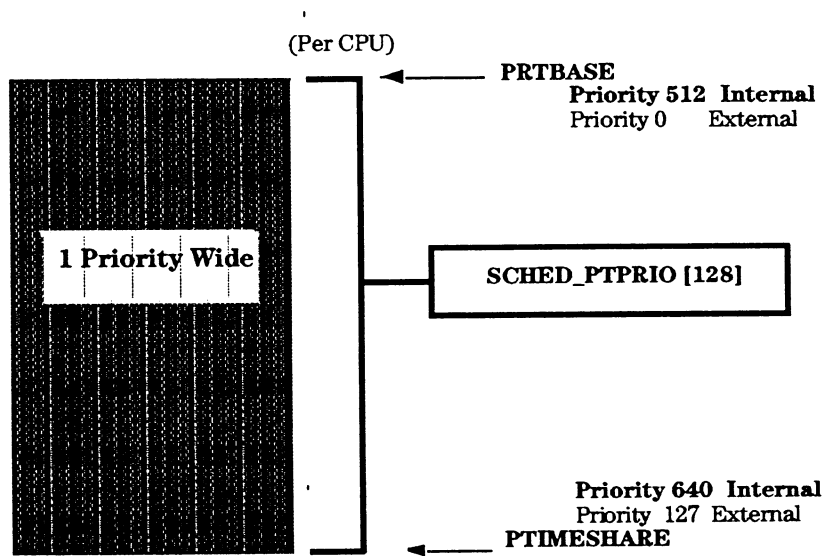 (Per CPU)
PRTBASE
Priority 512 Internal
Priority 0 External
1 Priority Wide
SCHED_PTPRIO [128]
Priority 640 Internal
Priority 127 External
PTIMESHARE